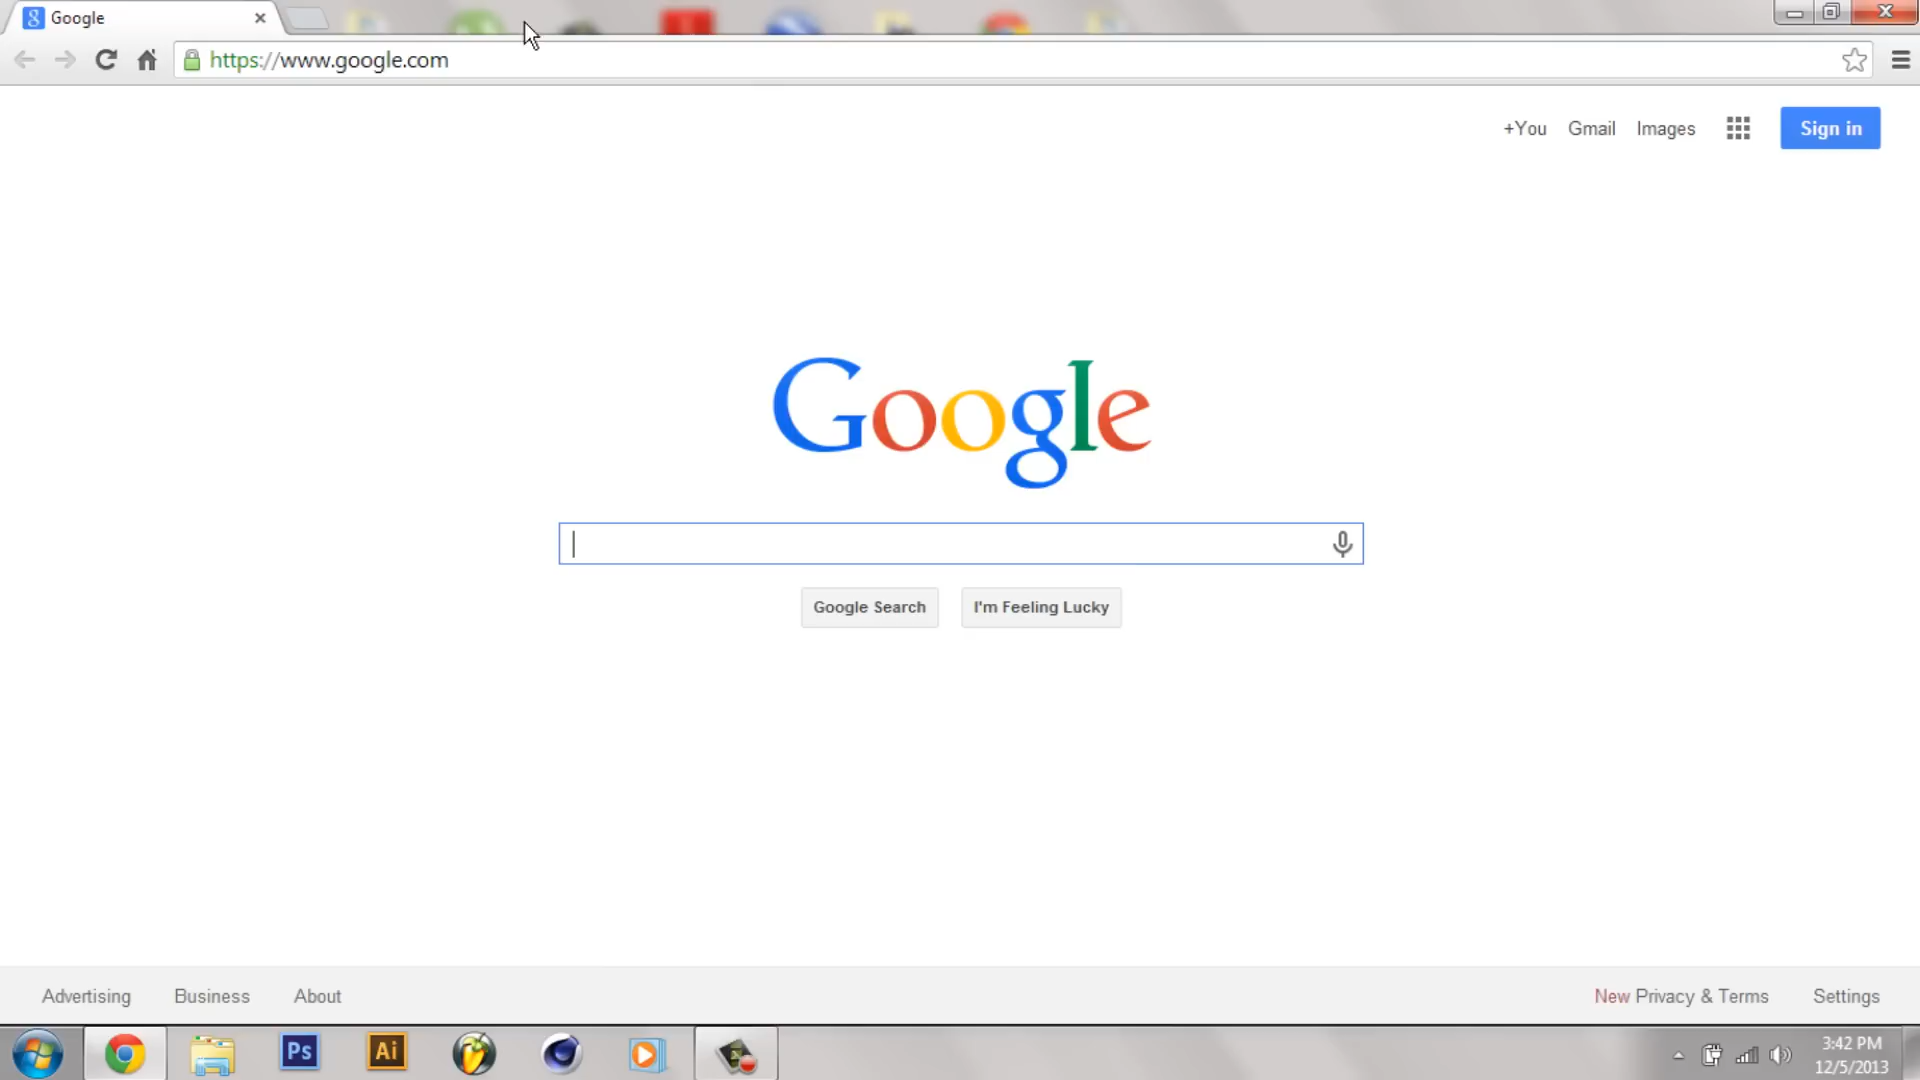 Google
https://www.google.com
+You Gmail Images Sign in
Google
Google Search I'm Feeling Lucky
Advertising Business About New Privacy & Terms Settings
Ps Ai 3:42 PM
12/5/2013